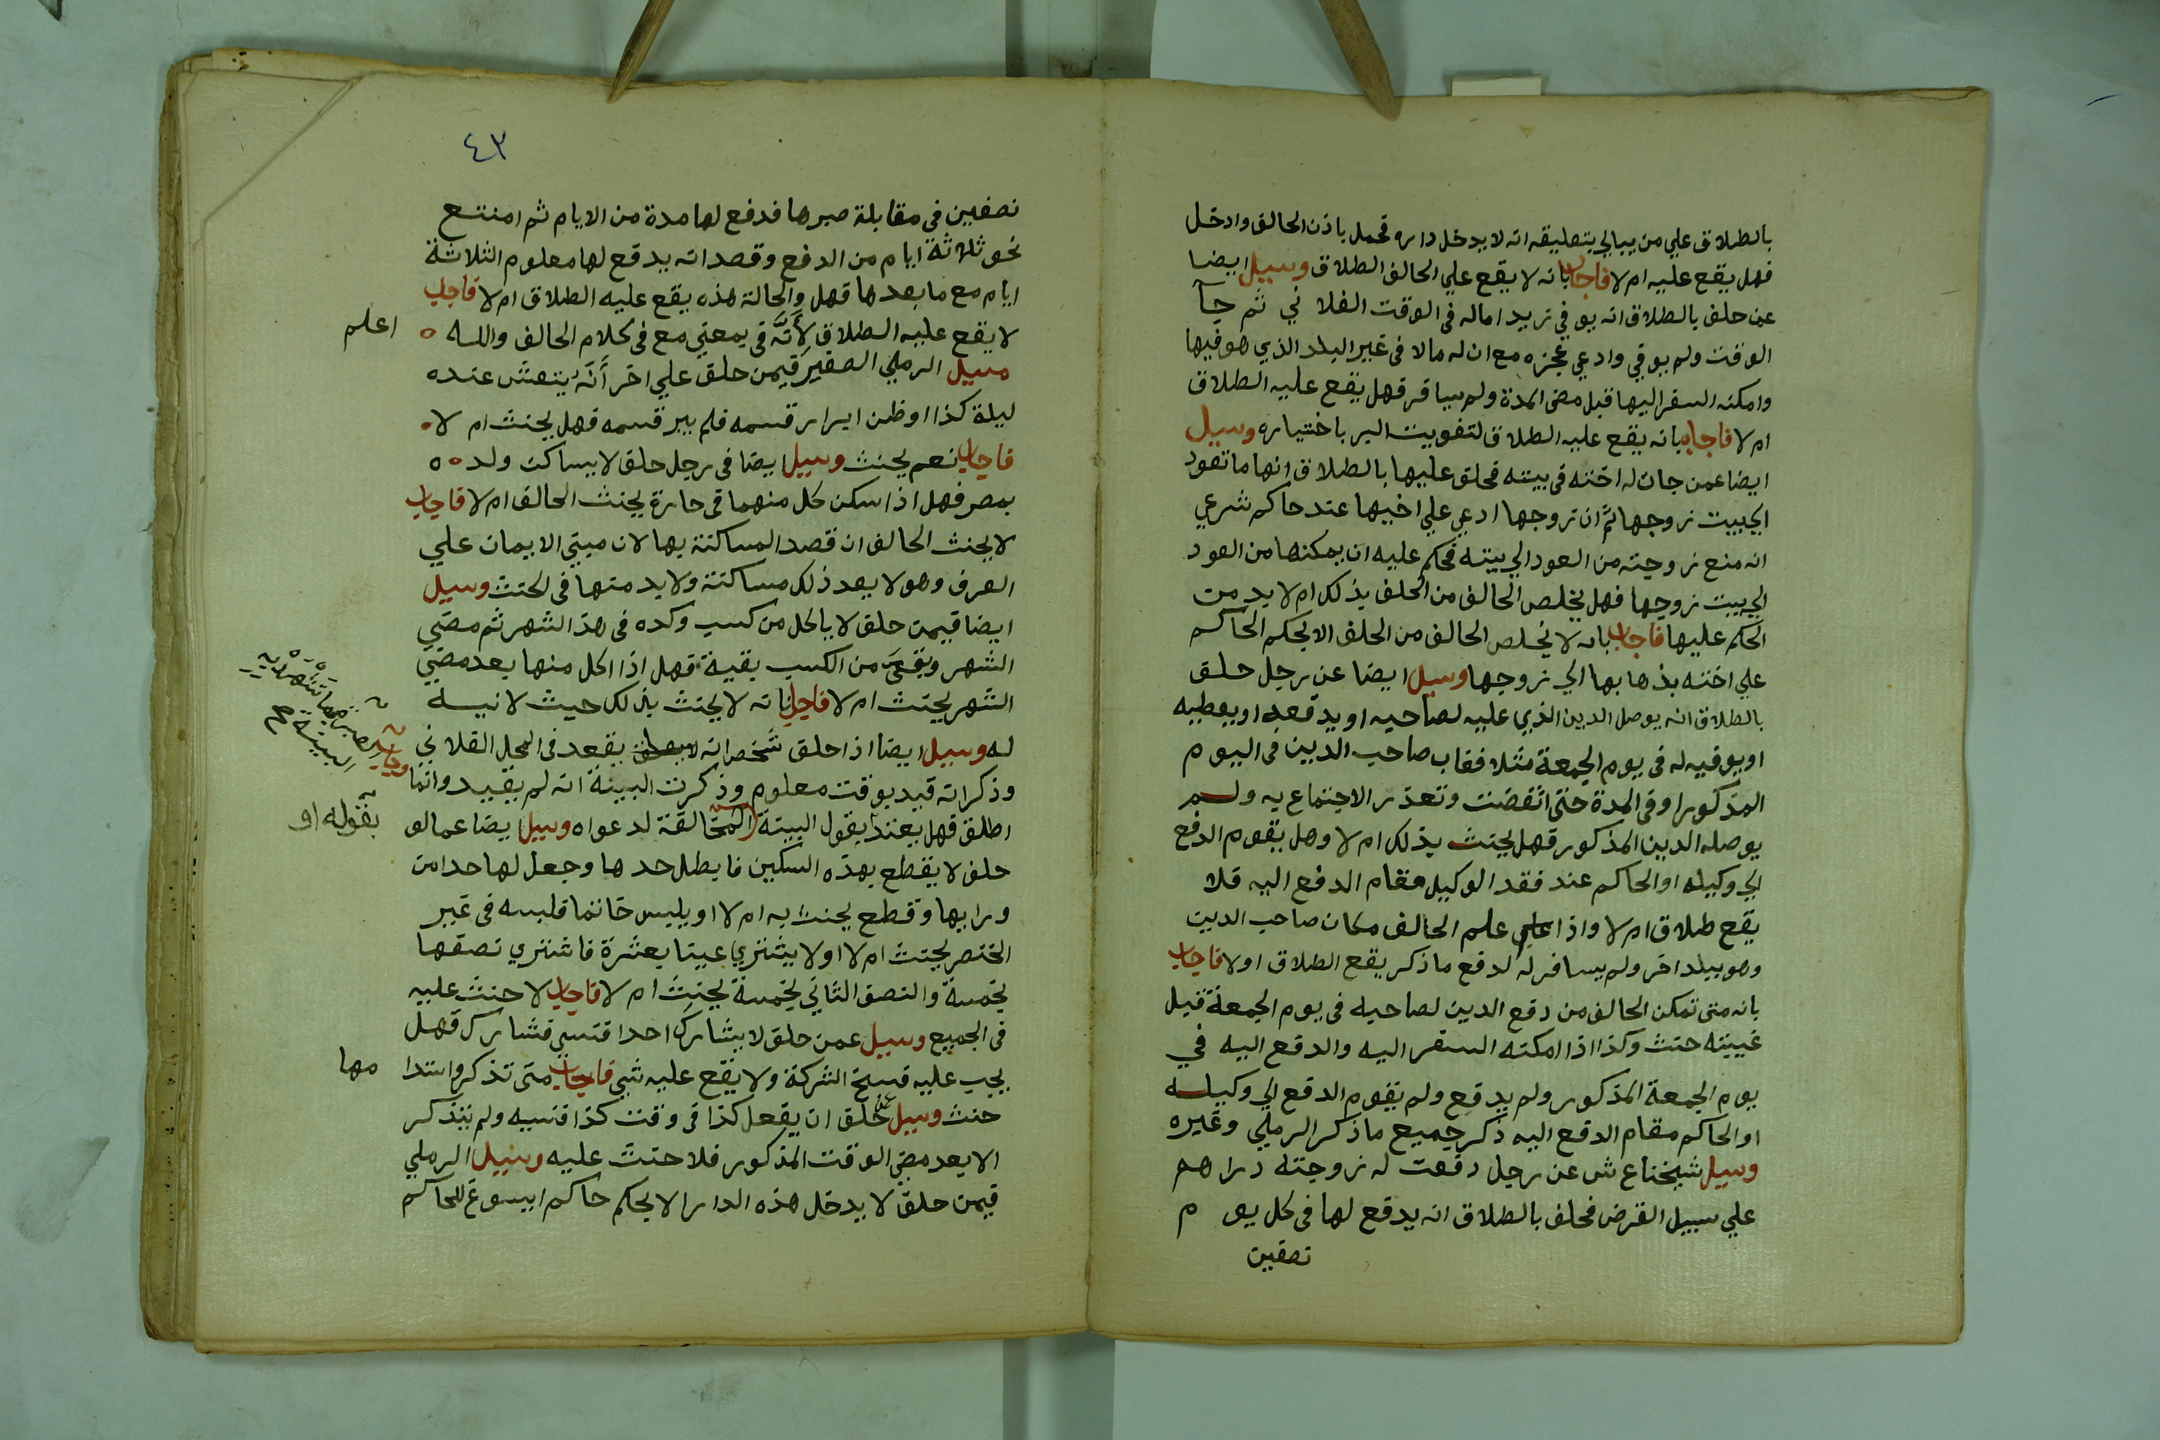 بالطلاق علي من يبالي بتعليقه انه لا يدخل داره فحمل باذن الحالف وادخل
فهل يقع عليه ام لا فاجاب بانه لا يقع علي الحالف الطلاق وسيل ايضا
عن حلف بالطلاق انه يوفي زيد اماله في الوقت الفلاني ثم جآ
الوقت ولم يوفي وادعي عجزه مع ان له مالا في غير البلد الذي هو فيها
وامكنه السفر اليها قبل مضي المدة ولم يسافر فهل يقع عليه الطلاق
ام لا فاجاب بانه يقع عليه الطلاق لتفويت البر باختياره وسيل
ايضا عمن جات له اخته في بيته فحلف عليها بالطلاق انها ما تعود
الي بيت زوجها ثم ان زوجها ادعي علي اخيها عند حاكم شرعي
انه منع زوجته من العود الي بيته فحكم عليه ان يمكنها من العود
الي بيت زوجها فهل يخلص الحالف من الحلف بذلك ام لا بد من
الحكم عليها فاجاب بانه لا يخلص الحالف من الحلف الا بحكم الحاكم
علي اخته بذهابها الي زوجها وسيل ايضا عن رجل حلف
بالطلاق انه يوصل الدين الذي عليه لصاحبه او يدفعه او يعطيه
او يوفيه له في يوم الجمعة مثلا فغاب صاحب الدين في اليوم
المذكور او في المدة حتي انقضت وتعذر الاجتماع به ولم
يوصله الدين المذكور فهل يحنث بذلك ام لا وهل يقوم الدفع
الي وكيله او الحاكم عند فقد الوكيل مقام الدفع اليه فلا
يقع طلاق ام لا واذا علم الحالف مكان صاحب الدين
وهو ببلد اخر ولم يسافر له لدفع ما ذكر يقع الطلاق اولا فاجاب
بانه متي تمكن الحالف من دفع الدين لصاحبه في يوم الجمعة قبل
غيبته حنث وكذا اذا امكنه السفر اليه والدفع اليه في
يوم الجمعة المذكور ولم يدفع ولم يقوم الدفع الي وكيله
او الحاكم مقام الدفع اليه ذكر جميع ما ذكر الرملي وغيره
وسيل شيخنا ع ش عن رجل دفعت له زوجته دراهم
علي سبيل القرض فحلف بالطلاق انه يدفع لها في كل يوم
نصفين
٤٣
نصفين في مقابلة صبرها فدفع لها مدة من الايام ثم امتنع
نحو ثلاثة ايام من الدفع وقصد انه يدفع لها معلوم الثلاثة
ايام مع ما بعدها فهل والحالة هذه يقع عليه الطلاق ام لا فاجاب
لا يقع عليه الطلاق لأنَّه في بمعني مع في كلام الحالف والله
اعلم
سيل الرملي الصغير فيمن حلف علي اخر أنَّه يتعش عنده
ليلة كذا او ظن ابرار قسمه فلم يبر قسمه فهل يحنث ام لا
فاجاب نعم يحنث وسيل ايضا في رجل حلف لا يساكن ولده
بمصر فهل اذا سكن كل منهما في حارة يحنث الحالف ام لا فاجاب
لا يحنث الحالف ان قصد المساكنة بها لان مبني الايمان علي
العرف وهو لا يعد ذلك مساكنة ولا بد منها في الحنث وسيل
ايضا فيمن حلف لا ياكل من كسب وكده في هذا الشهر ثم مضي
الشهر وبقي من الكسب بقية فهل اذا اكل منها بعد مضي
الشهر يحنث ام لا فاجاب بانه لا يحنث بذلك حيث لا نية
له وسيل ايضا اذا حلف شخص انه لا يقعد في المحل الفلاني
وذكر انه قيد بوقت معلوم وذكرت البينة انه لم يقيد وانما
اطلق فهل يعتد بقول البينة المخالفة لدعواه وسيل ايضا عما لو
بقوله او
البينة
حلف لا يقطع بهذه السكين فابطل حدها وجعل لها حدا من
ورايها وقطع يحنث به ام لا او يلبس خاتما فلبسه في غير
الخنصر يحنث ام لا او لا يشتري عينا بعشرة فاشتري نصفها
بخمسة والنصف الثاني بخمسة يحنث ام لا فاجاب لا حنث عليه
في الجميع وسيل عمن حلف لا يشارك احدا فنسي فشارك فهل
يجب عليه فسخ الشركة ولا يقع عليه شي فاجاب متي تذكر واستدا
مها
حنث وسيل عمن حلف ان يفعل كذا في وقت كذا فنسيه ولم يتذكر
الا بعد مضي الوقت المذكور فلا حنث عليه وسيل الرملي
فيمن حلف لا يدخل هذه الدار الا بحكم حاكم ايسوغ للحاكم